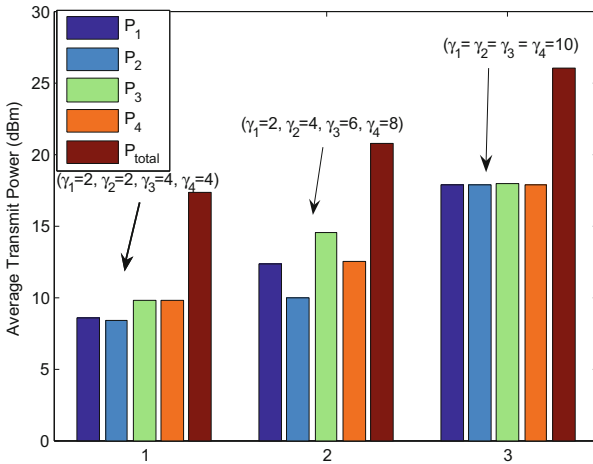 30
25
20
15
10
5
0
Average Transmit Power (dBm)
P₁
P₂
P₃
P₄
P_total
(γ₁=2, γ₂=2, γ₃=4, γ₄=4)
(γ₁=2, γ₂=4, γ₃=6, γ₄=8)
(γ₁= γ₂= γ₃ = γ₄=10)
1
2
3